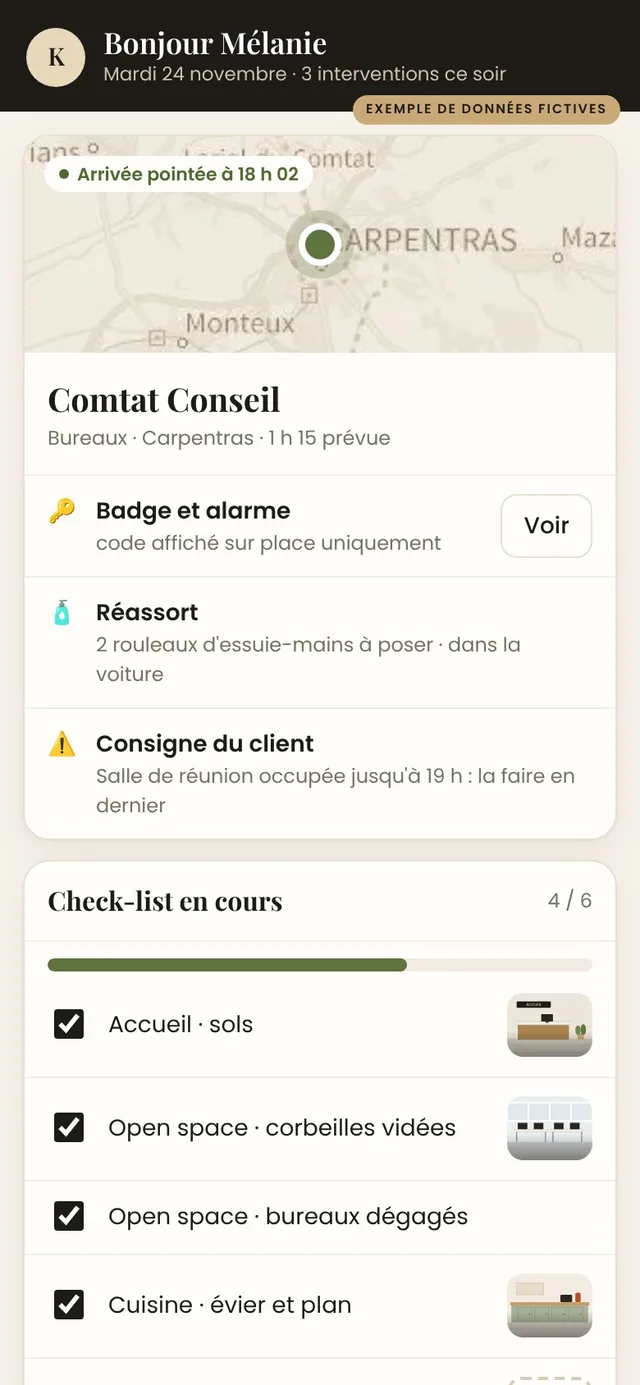 K
Bonjour Mélanie
Mardi 24 novembre · 3 interventions ce soir
EXEMPLE DE DONNÉES FICTIVES
Arrivée pointée à 18 h 02
Comtat
CARPENTRAS
Monteux
Comtat Conseil
Bureaux · Carpentras · 1 h 15 prévue
Badge et alarme
code affiché sur place uniquement
Voir
Réassort
2 rouleaux d'essuie-mains à poser · dans la
voiture
Consigne du client
Salle de réunion occupée jusqu'à 19 h : la faire en
dernier
Check-list en cours
4 / 6
Accueil · sols
ACCUEIL
Open space · corbeilles vidées
Open space · bureaux dégagés
Cuisine · évier et plan